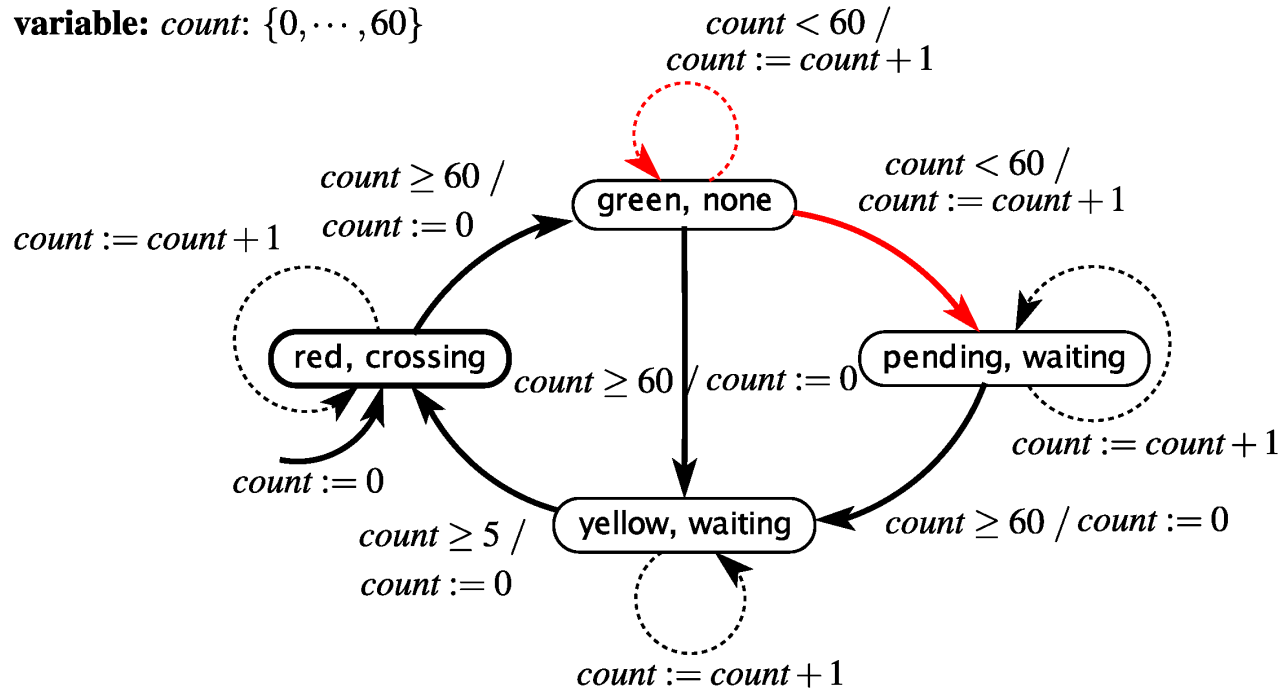 variable: count: {0, ⋯ , 60}
count < 60 /
count := count + 1
count ≥ 60 /
count := 0
count < 60 /
count := count + 1
green, none
count := count + 1
red, crossing
pending, waiting
count ≥ 60 / count := 0
count := count + 1
count := 0
yellow, waiting
count ≥ 60 / count := 0
count ≥ 5 /
count := 0
count := count + 1